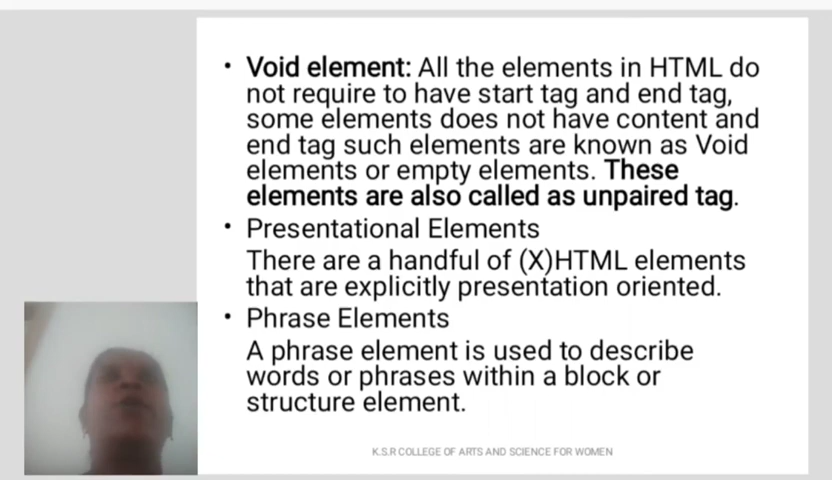 • Void element: All the elements in HTML do
not require to have start tag and end tag,
some elements does not have content and
end tag such elements are known as Void
elements or empty elements. These
elements are also called as unpaired tag.
• Presentational Elements
There are a handful of (X)HTML elements
that are explicitly presentation oriented.
• Phrase Elements
A phrase element is used to describe
words or phrases within a block or
structure element.
K.S.R COLLEGE OF ARTS AND SCIENCE FOR WOMEN